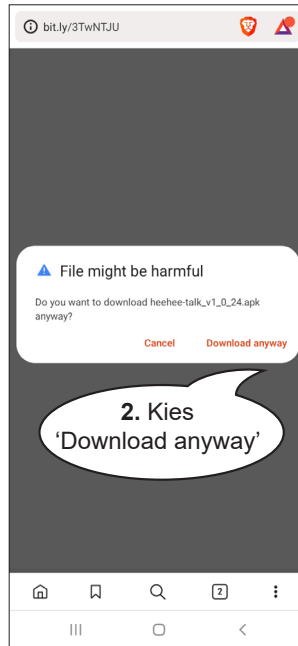 bit.ly/3TwNTJU
File might be harmful
Do you want to download heehee-talk_v1_0_24.apk
anyway?
Cancel Download anyway
2. Kies
‘Download anyway’
2